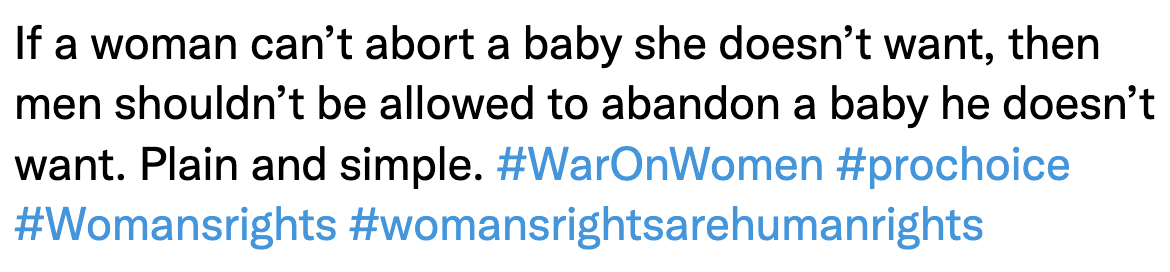 If a woman can’t abort a baby she doesn’t want, then
men shouldn’t be allowed to abandon a baby he doesn’t
want. Plain and simple. #WarOnWomen #prochoice
#Womansrights #womansrightsarehumanrights